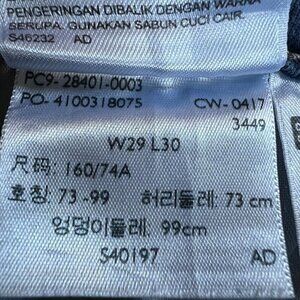 PENGERINGAN DIBALIK DENGAN WARNA
SERUPA. GUNAKAN SABUN CUCI CAIR.
S46232 AD
PC9-28401-0003
PO-4100318075 CW-0417
3449
W29 L30
尺码: 160/74A
호칭: 73-99 허리둘레: 73 cm
엉덩이둘레: 99cm
S40197 AD